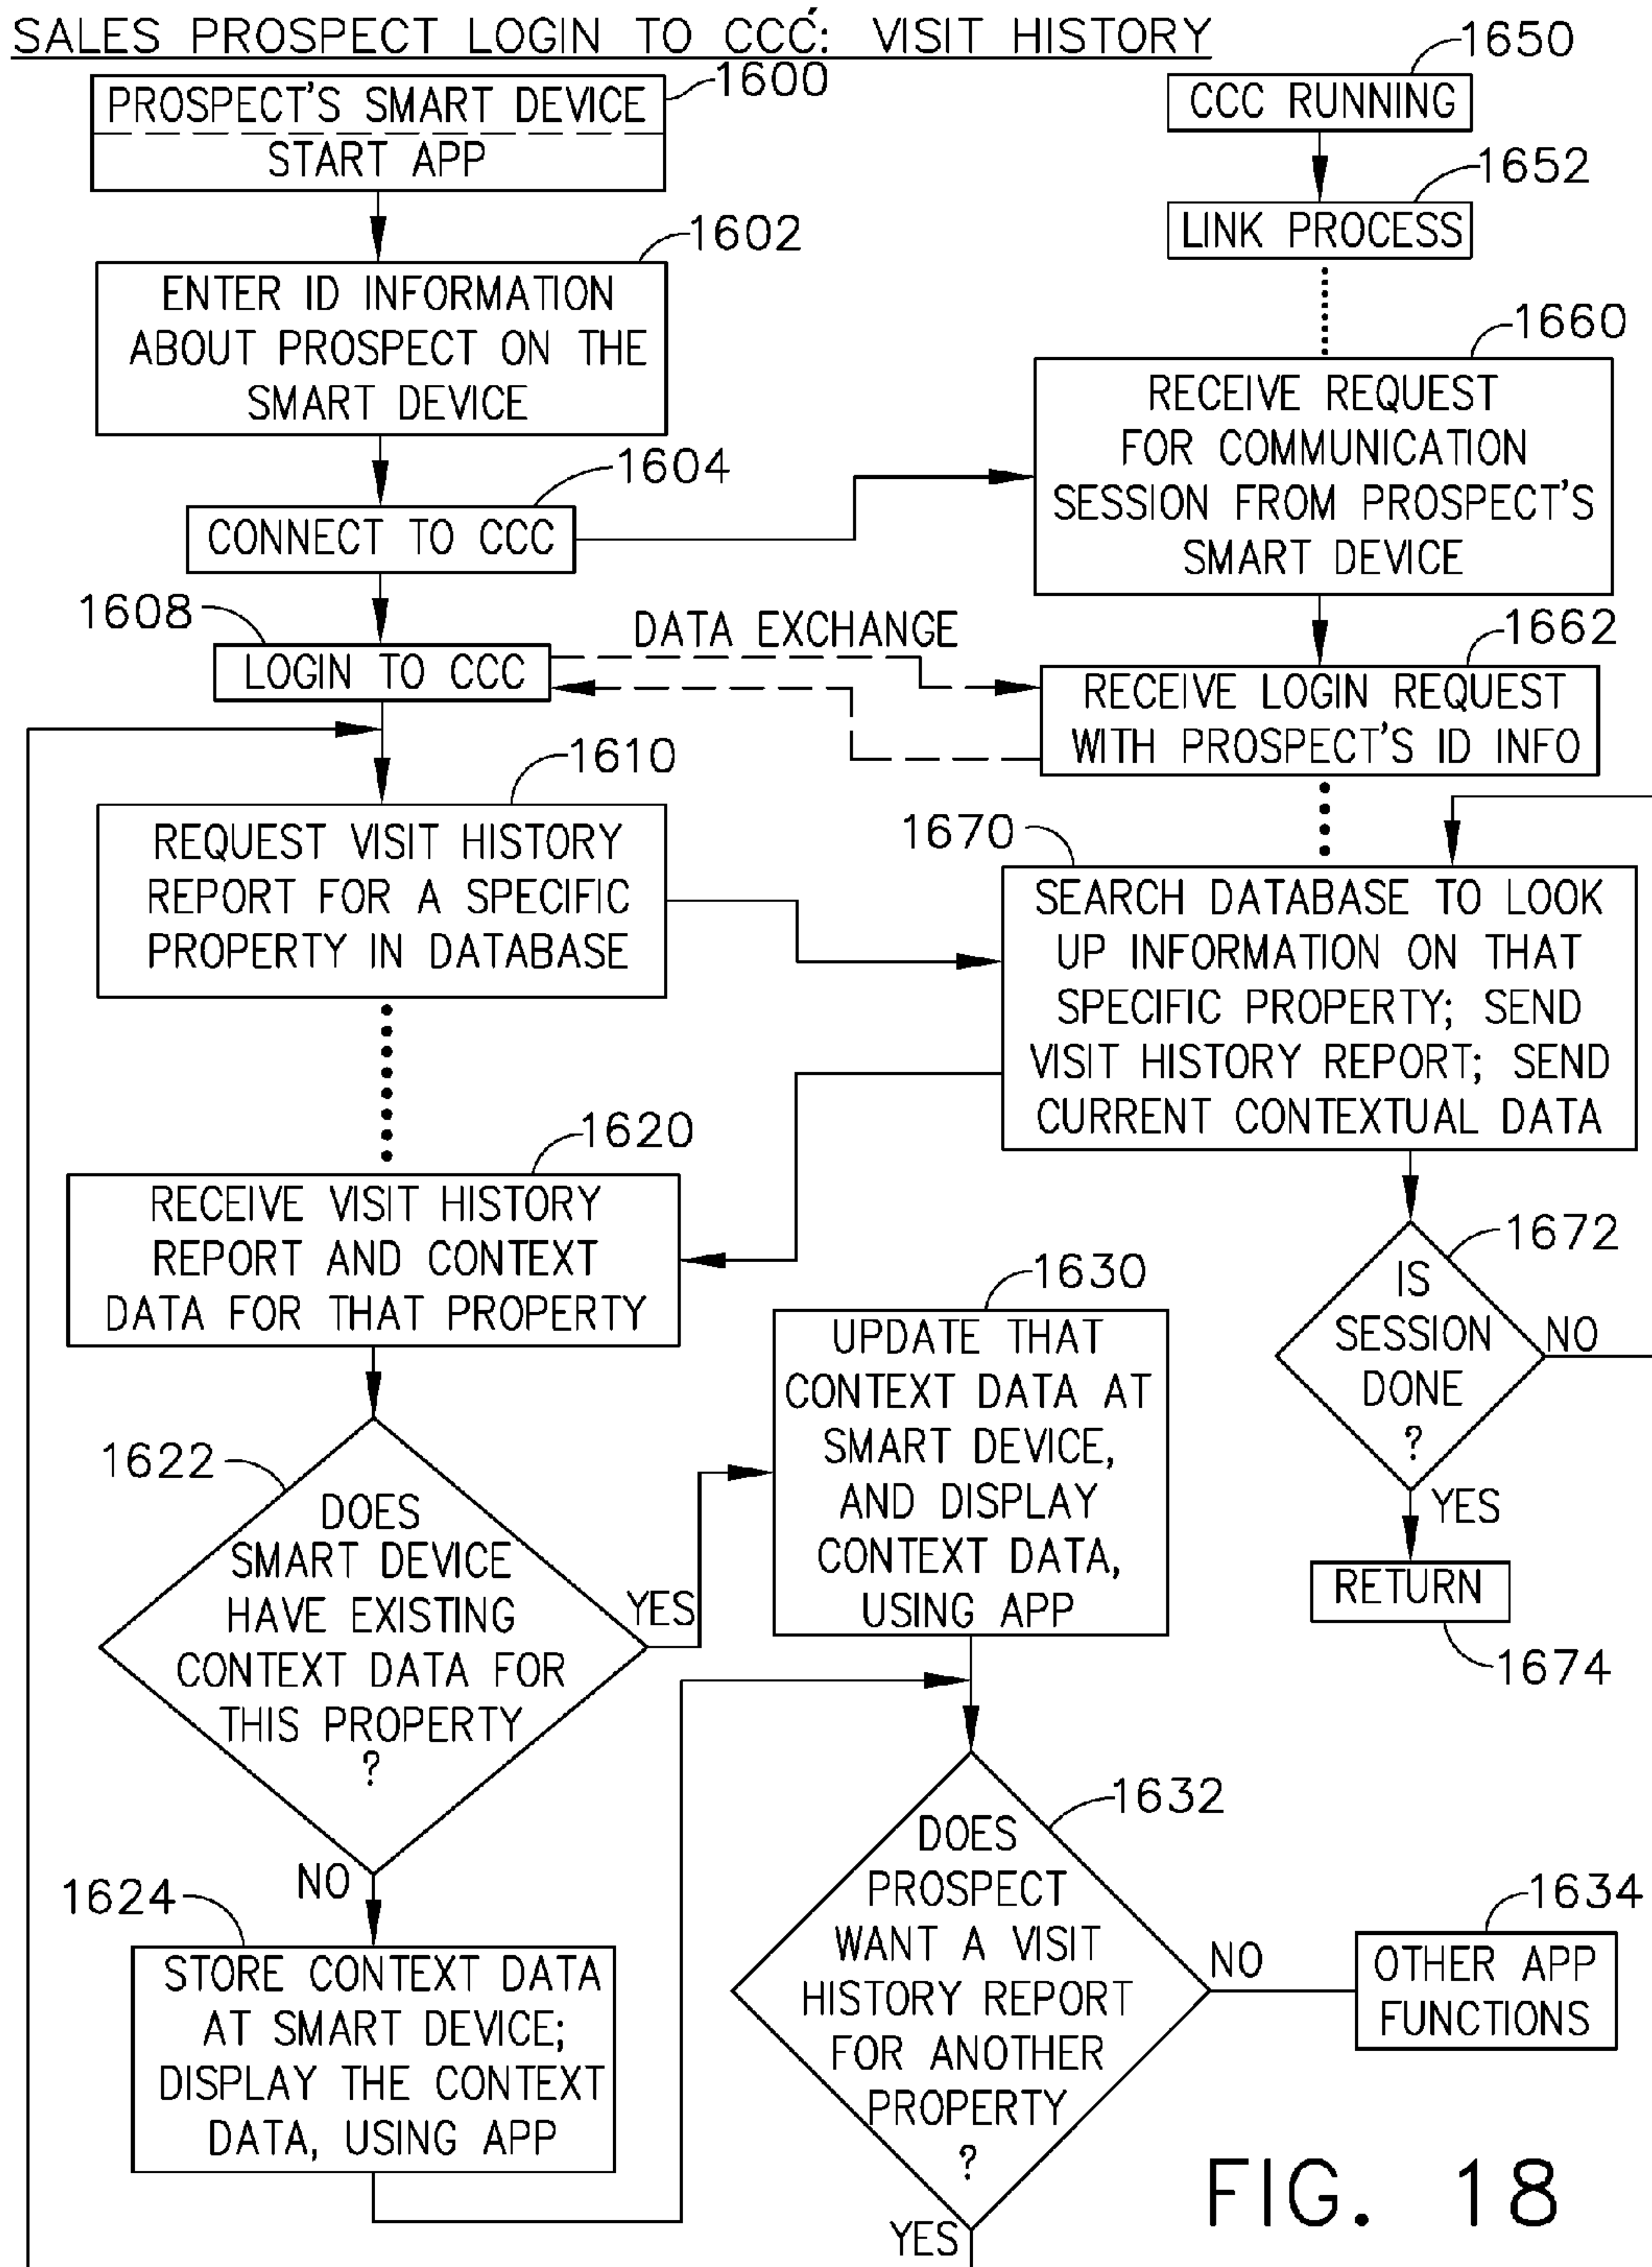 SALES PROSPECT LOGIN TO CCC': VISIT HISTORY
1600
PROSPECT'S SMART DEVICE
START APP
1602
ENTER ID INFORMATION
ABOUT PROSPECT ON THE
SMART DEVICE
1604
CONNECT TO CCC
1608
LOGIN TO CCC
DATA EXCHANGE
1610
REQUEST VISIT HISTORY
REPORT FOR A SPECIFIC
PROPERTY IN DATABASE
1620
RECEIVE VISIT HISTORY
REPORT AND CONTEXT
DATA FOR THAT PROPERTY
1622
DOES
SMART DEVICE
HAVE EXISTING
CONTEXT DATA FOR
THIS PROPERTY
?
YES
NO
1624
STORE CONTEXT DATA
AT SMART DEVICE;
DISPLAY THE CONTEXT
DATA, USING APP
1630
UPDATE THAT
CONTEXT DATA AT
SMART DEVICE,
AND DISPLAY
CONTEXT DATA,
USING APP
1632
DOES
PROSPECT
WANT A VISIT
HISTORY REPORT
FOR ANOTHER
PROPERTY
?
YES
NO
1634
OTHER APP
FUNCTIONS
1650
CCC RUNNING
1652
LINK PROCESS
1660
RECEIVE REQUEST
FOR COMMUNICATION
SESSION FROM PROSPECT'S
SMART DEVICE
1662
RECEIVE LOGIN REQUEST
WITH PROSPECT'S ID INFO
1670
SEARCH DATABASE TO LOOK
UP INFORMATION ON THAT
SPECIFIC PROPERTY; SEND
VISIT HISTORY REPORT; SEND
CURRENT CONTEXTUAL DATA
1672
IS
SESSION
DONE
?
NO
YES
RETURN
1674
FIG. 18